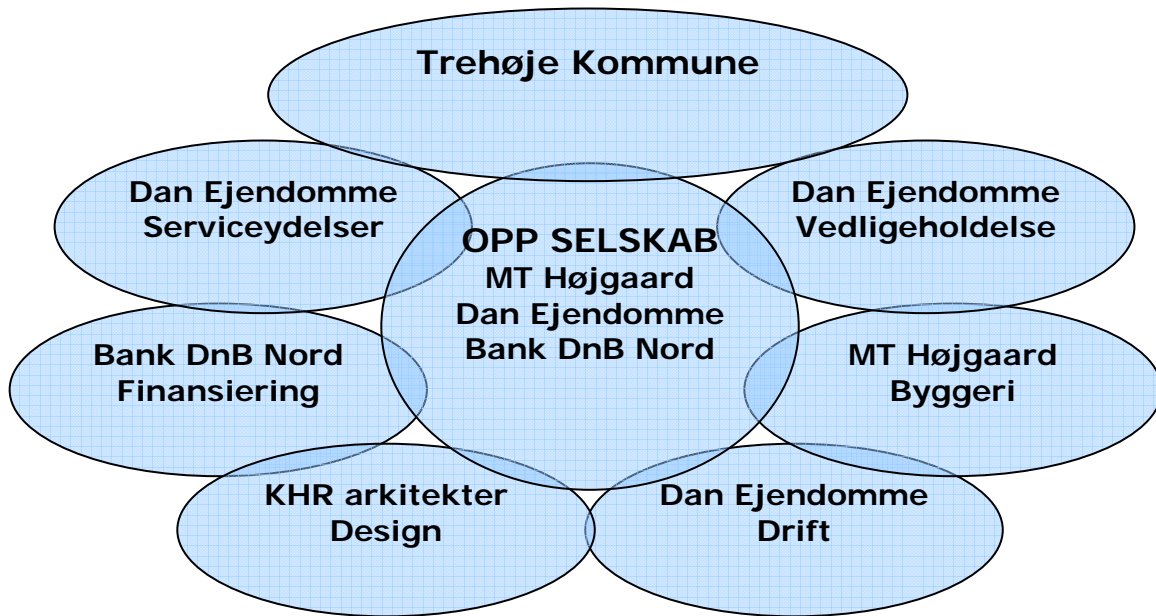 Trehøje Kommune
Dan Ejendomme
Serviceydelser
Dan Ejendomme
Vedligeholdelse
OPP SELSKAB
MT Højgaard
Dan Ejendomme
Bank DnB Nord
Bank DnB Nord
Finansiering
MT Højgaard
Byggeri
KHR arkitekter
Design
Dan Ejendomme
Drift